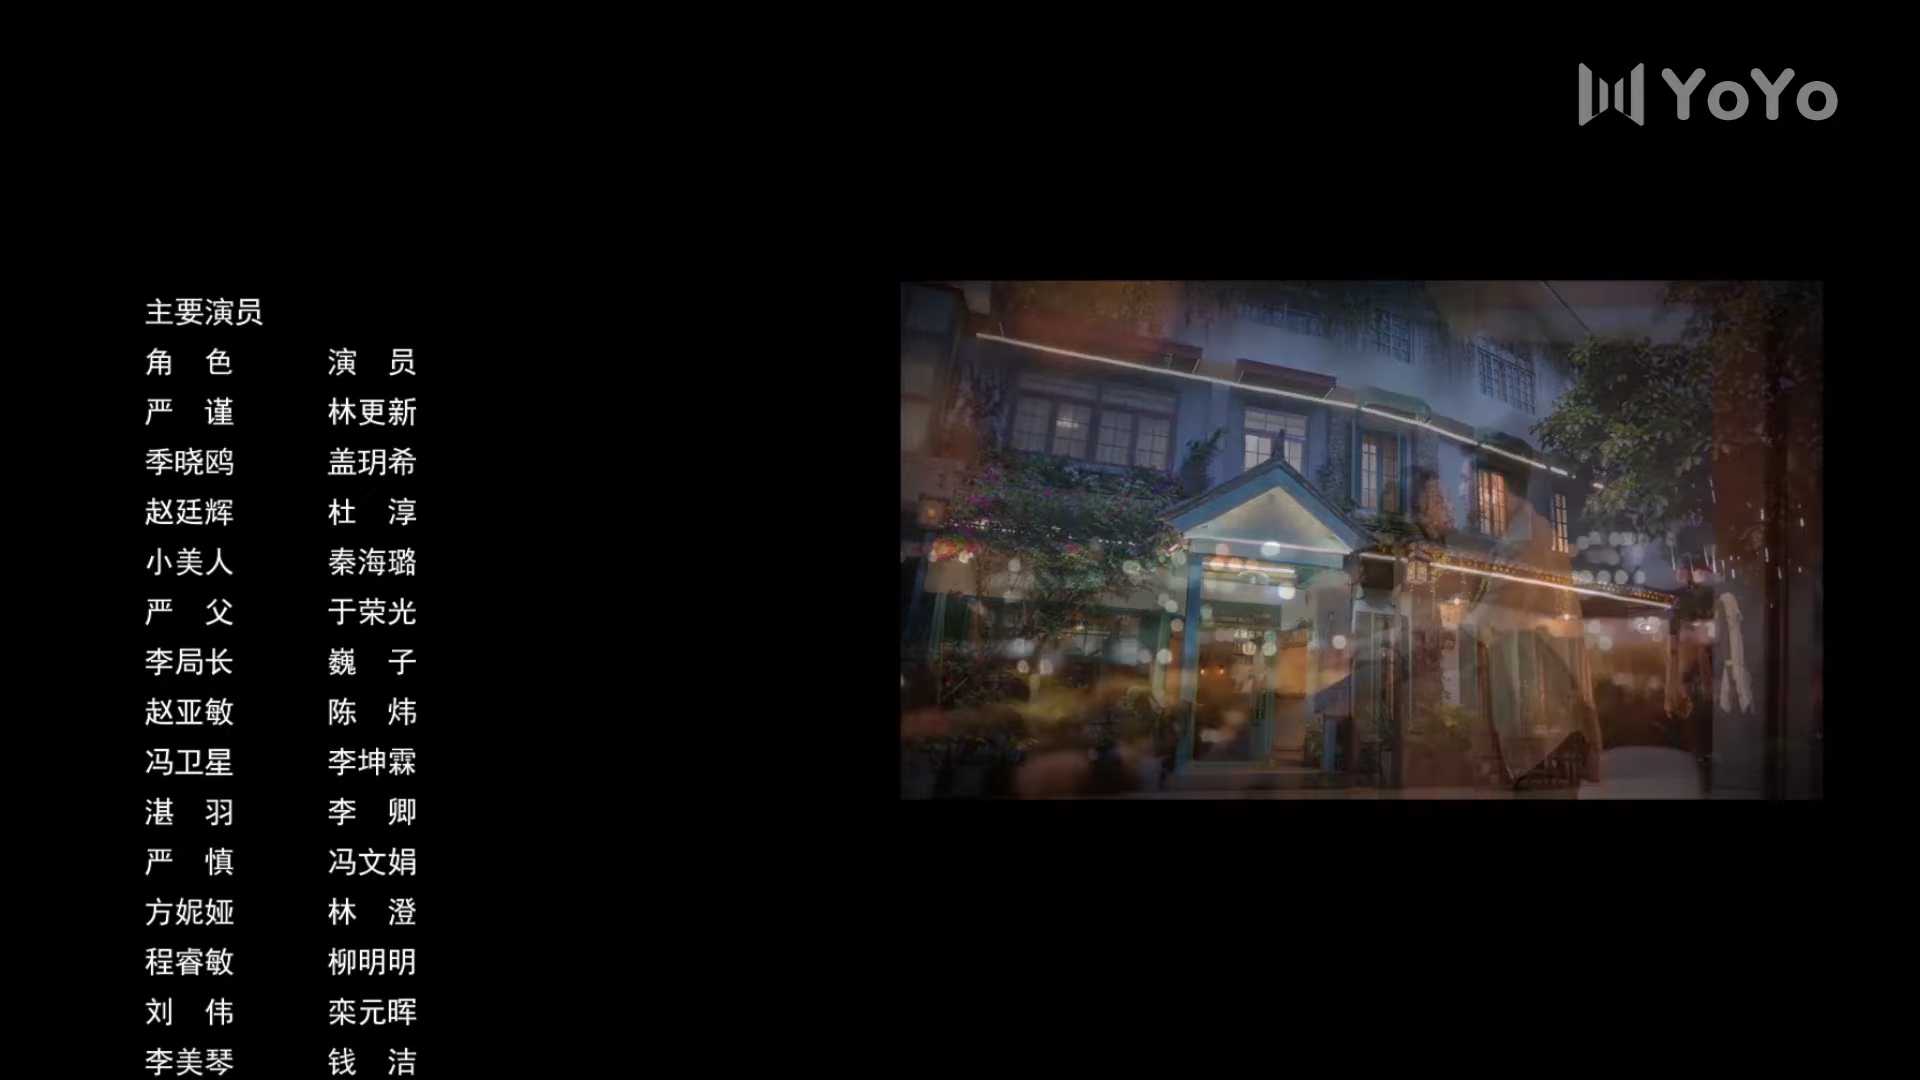 YoYo
主要演员
角 色 演 员
严 谨 林更新
季晓鸥 盖玥希
赵廷辉 杜 淳
小美人 秦海璐
严 父 于荣光
李局长 巍 子
赵亚敏 陈 炜
冯卫星 李坤霖
湛 羽 李 卿
严 慎 冯文娟
方妮娅 林 澄
程睿敏 柳明明
刘 伟 栾元晖
李美琴 钱 洁